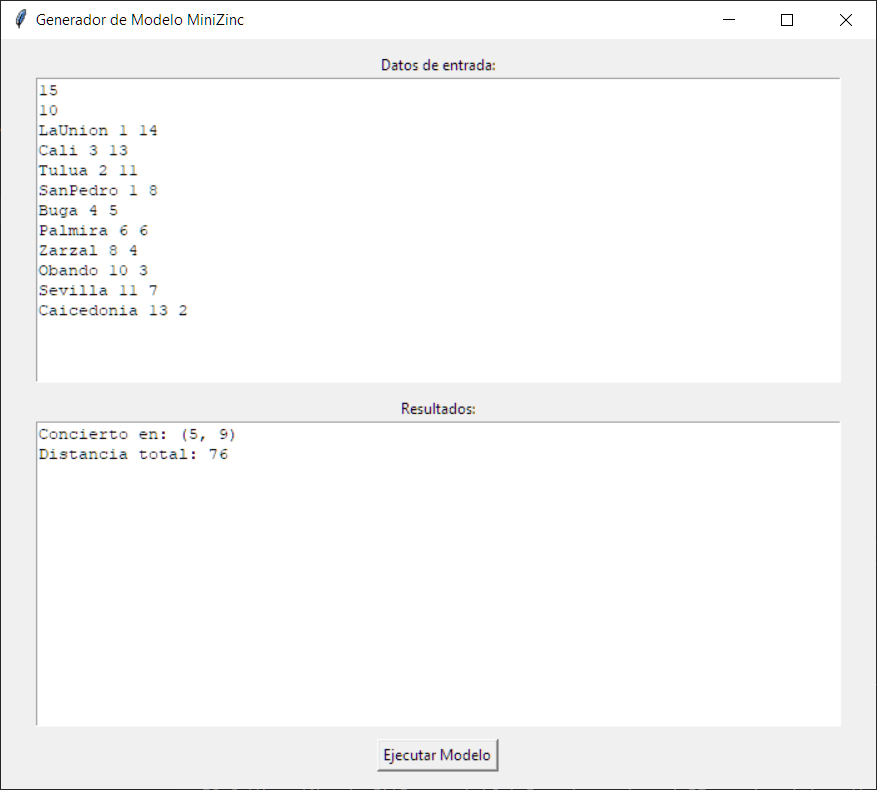 Generador de Modelo MiniZinc
Datos de entrada:
15
10
LaUnion 1 14
Cali 3 13
Tulua 2 11
SanPedro 1 8
Buga 4 5
Palmira 6 6
Zarzal 8 4
Obando 10 3
Sevilla 11 7
Caicedonia 13 2
Resultados:
Concierto en: (5, 9)
Distancia total: 76
Ejecutar Modelo